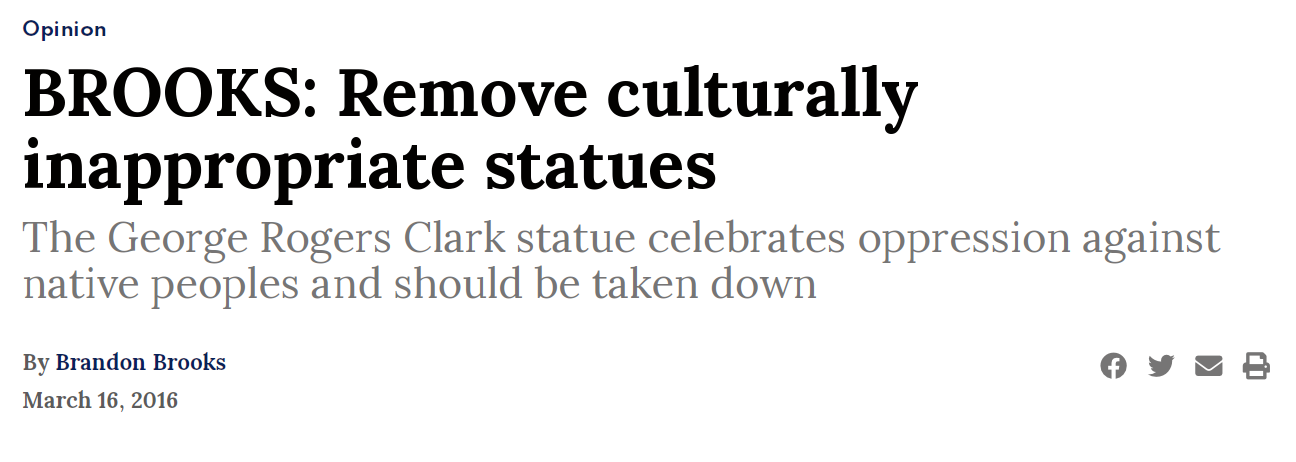 Opinion
BROOKS: Remove culturally
inappropriate statues
The George Rogers Clark statue celebrates oppression against
native peoples and should be taken down
By Brandon Brooks
March 16, 2016